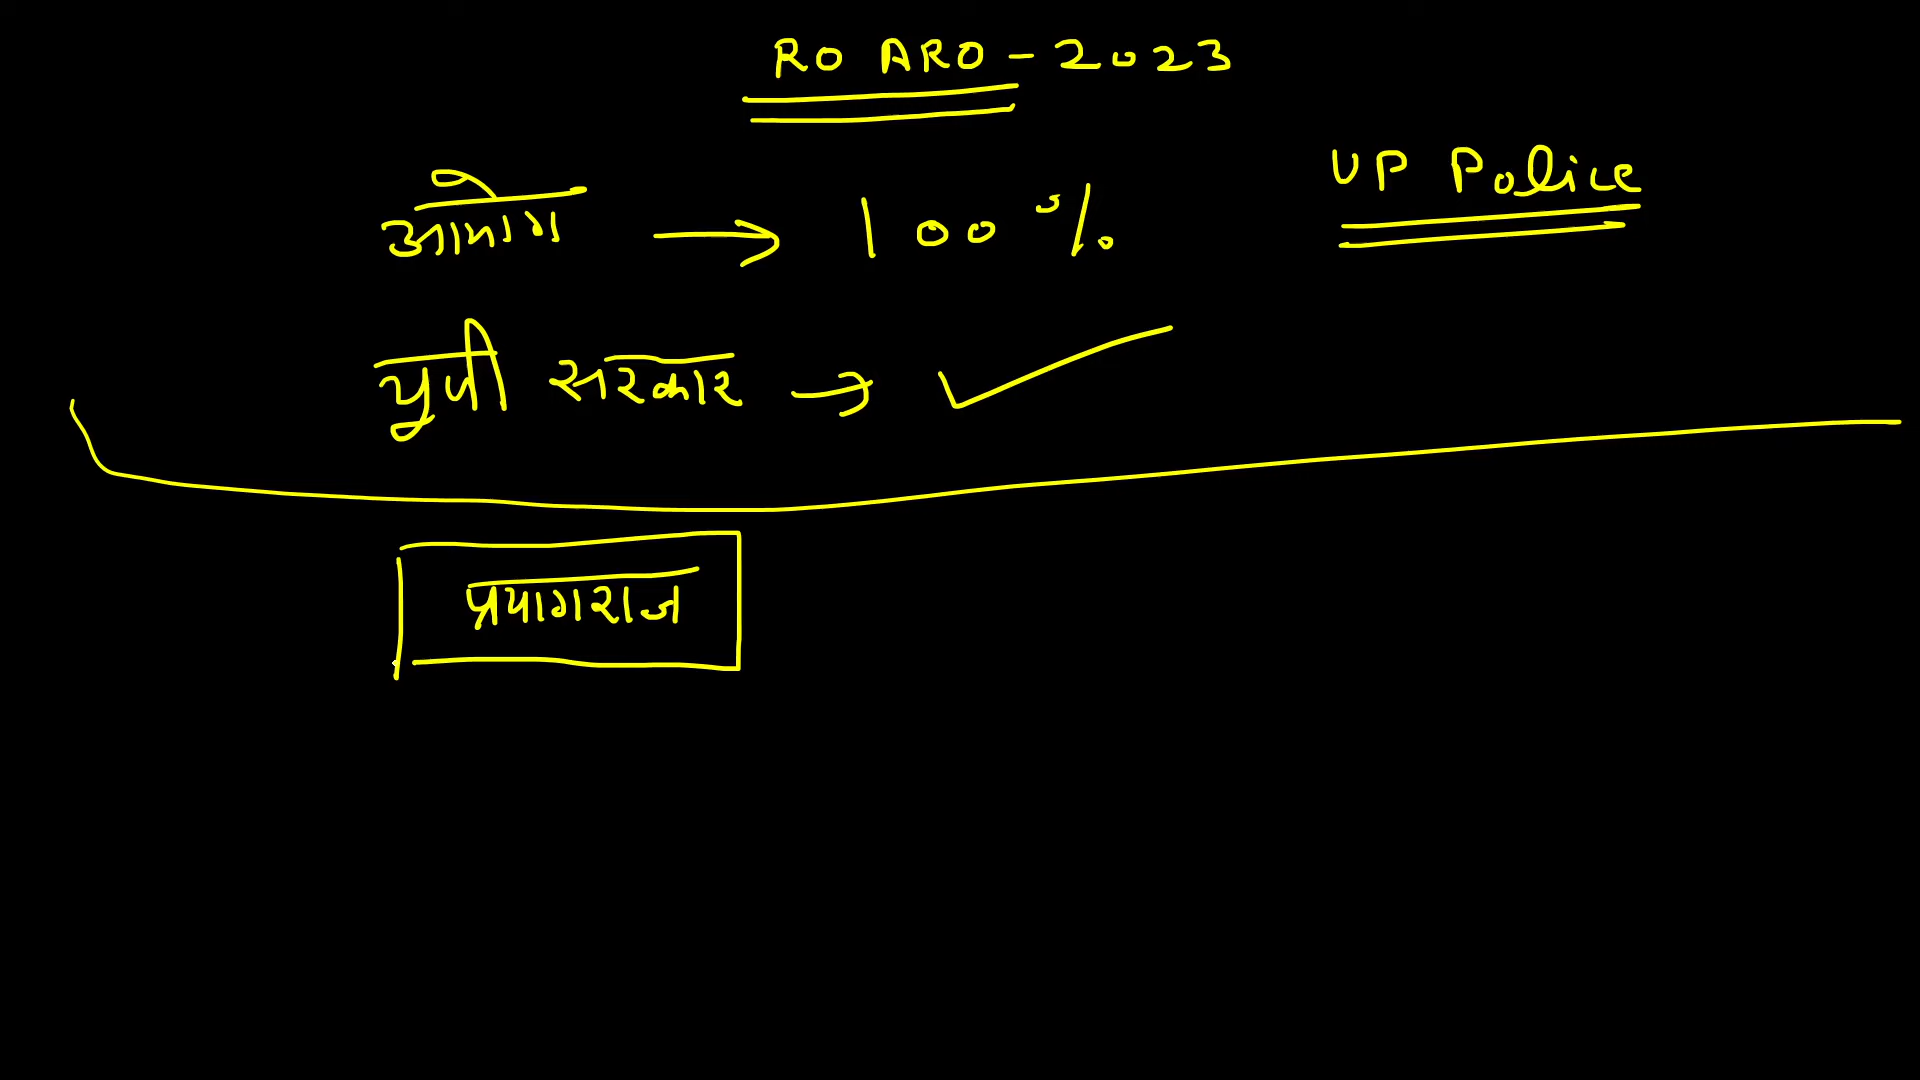 RO ARO - 2023
UP Police
आयोग → 100%
यूपी सरकार → ✓
प्रयागराज